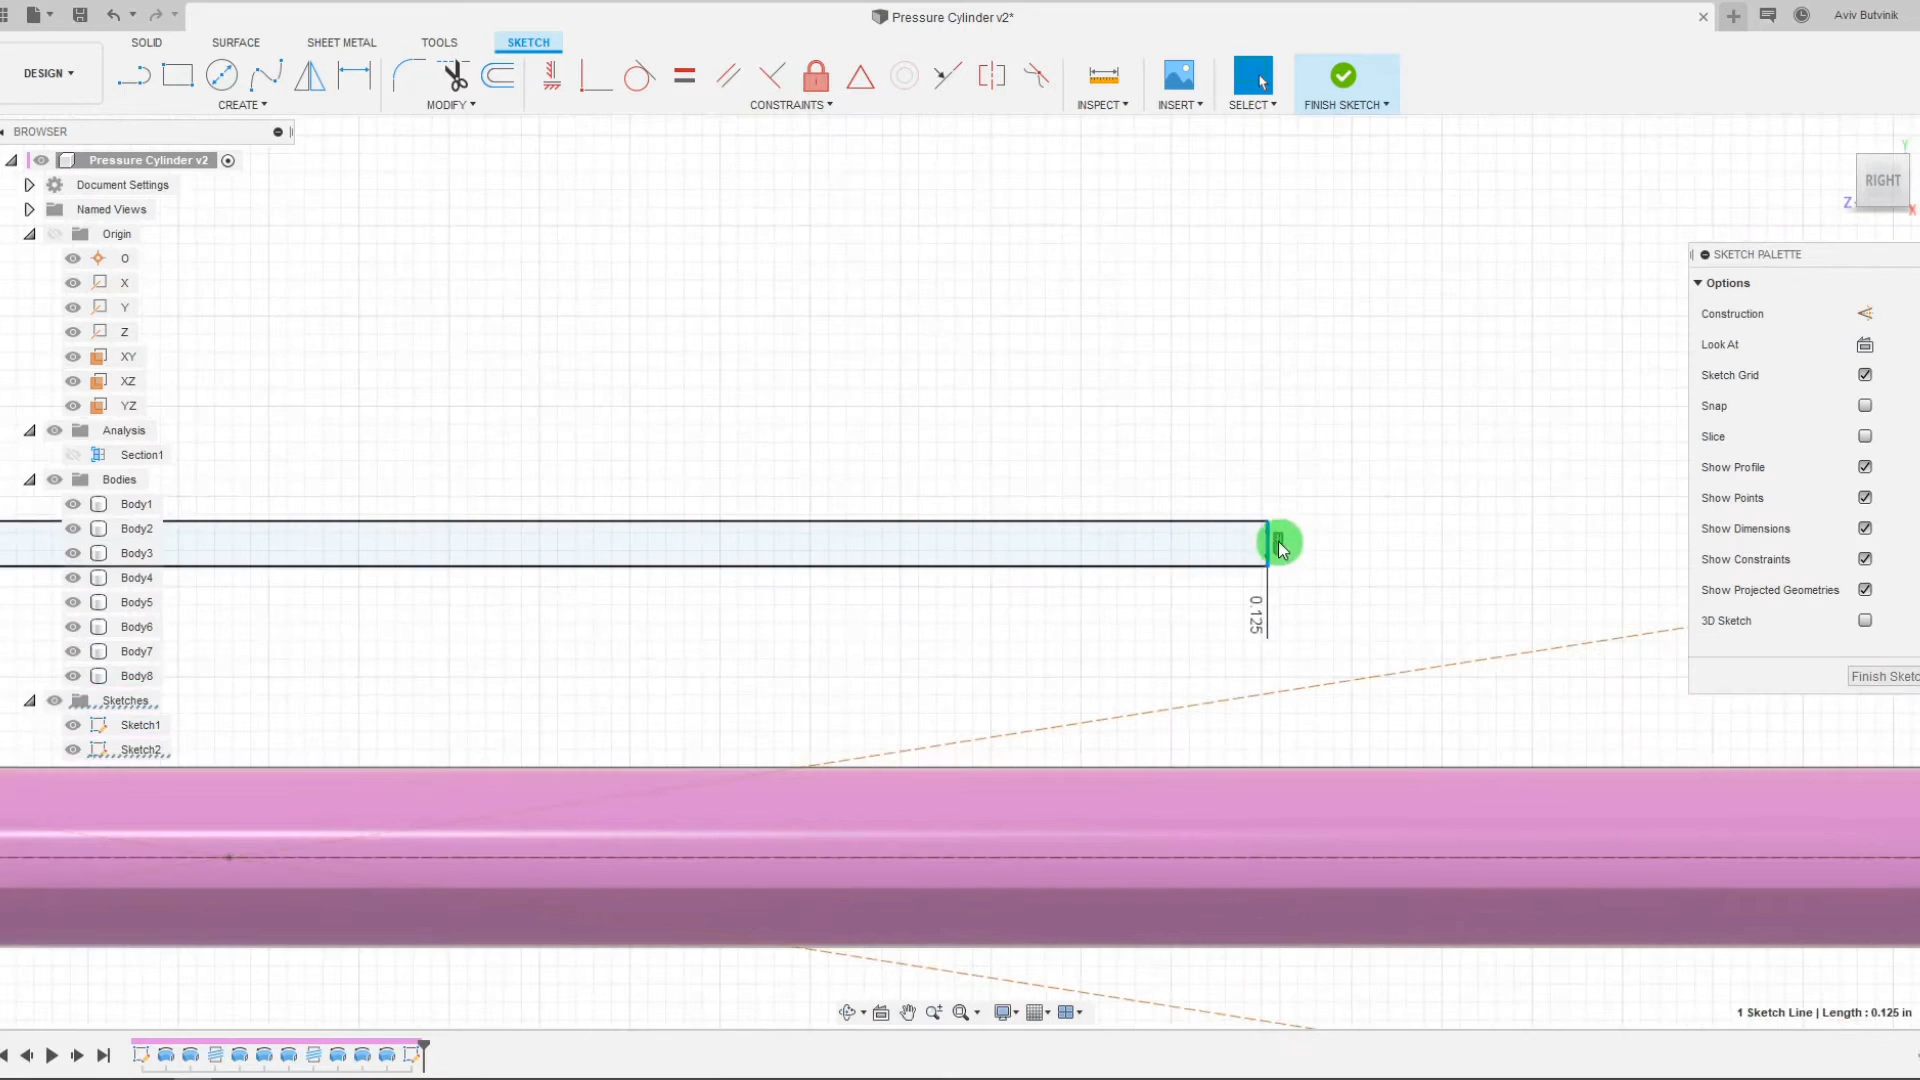 Pressure Cylinder v2*
Aviv Butvinik
SOLID
SURFACE
SHEET METAL
TOOLS
SKETCH
DESIGN
CREATE
MODIFY
CONSTRAINTS
INSPECT
INSERT
SELECT
FINISH SKETCH
BROWSER
Pressure Cylinder v2
Document Settings
Named Views
Origin
O
X
Y
Z
XY
XZ
YZ
Analysis
Section1
Bodies
Body1
Body2
Body3
Body4
Body5
Body6
Body7
Body8
Sketches
Sketch1
Sketch2
0.125
Y
RIGHT
Z
X
SKETCH PALETTE
Options
Construction
Look At
Sketch Grid
Snap
Slice
Show Profile
Show Points
Show Dimensions
Show Constraints
Show Projected Geometries
3D Sketch
Finish Sketc
1 Sketch Line | Length : 0.125 in